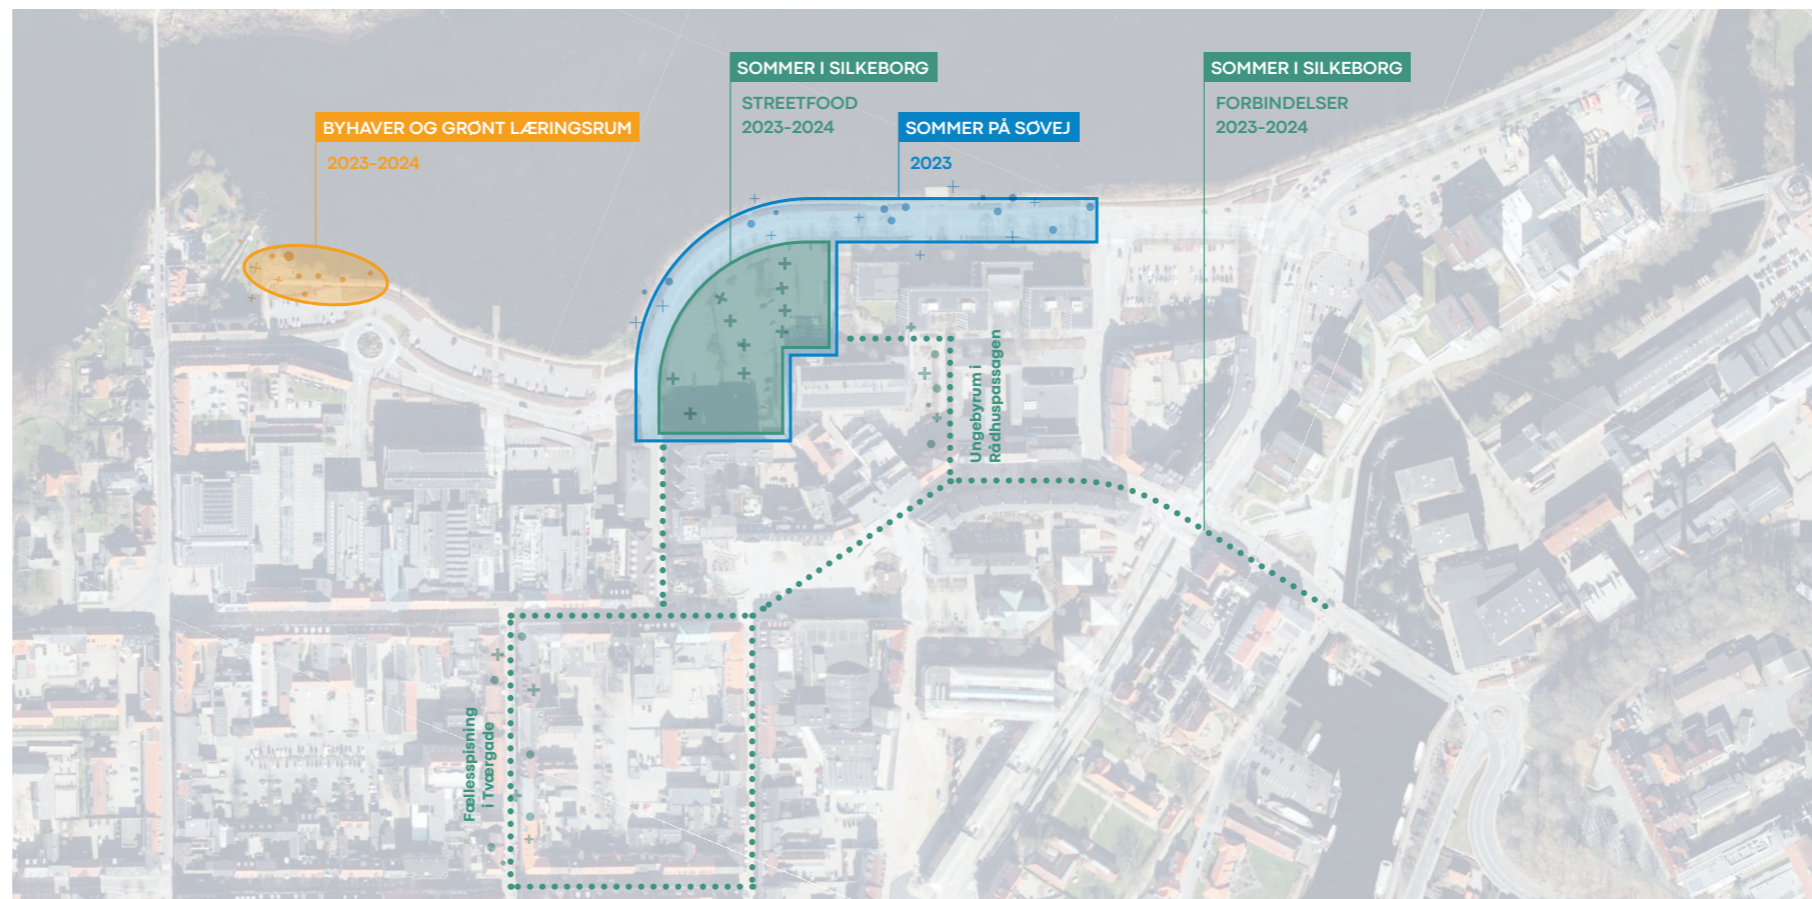 BYHAVER OG GRØNT LÆRINGSRUM
2023-2024
SOMMER I SILKEBORG
STREETFOOD
2023-2024
SOMMER PÅ SØVEJ
2023
SOMMER I SILKEBORG
FORBINDELSER
2023-2024
Ungebyrum i
Rådhuspassagen
Fællesspisning
i Tværgade